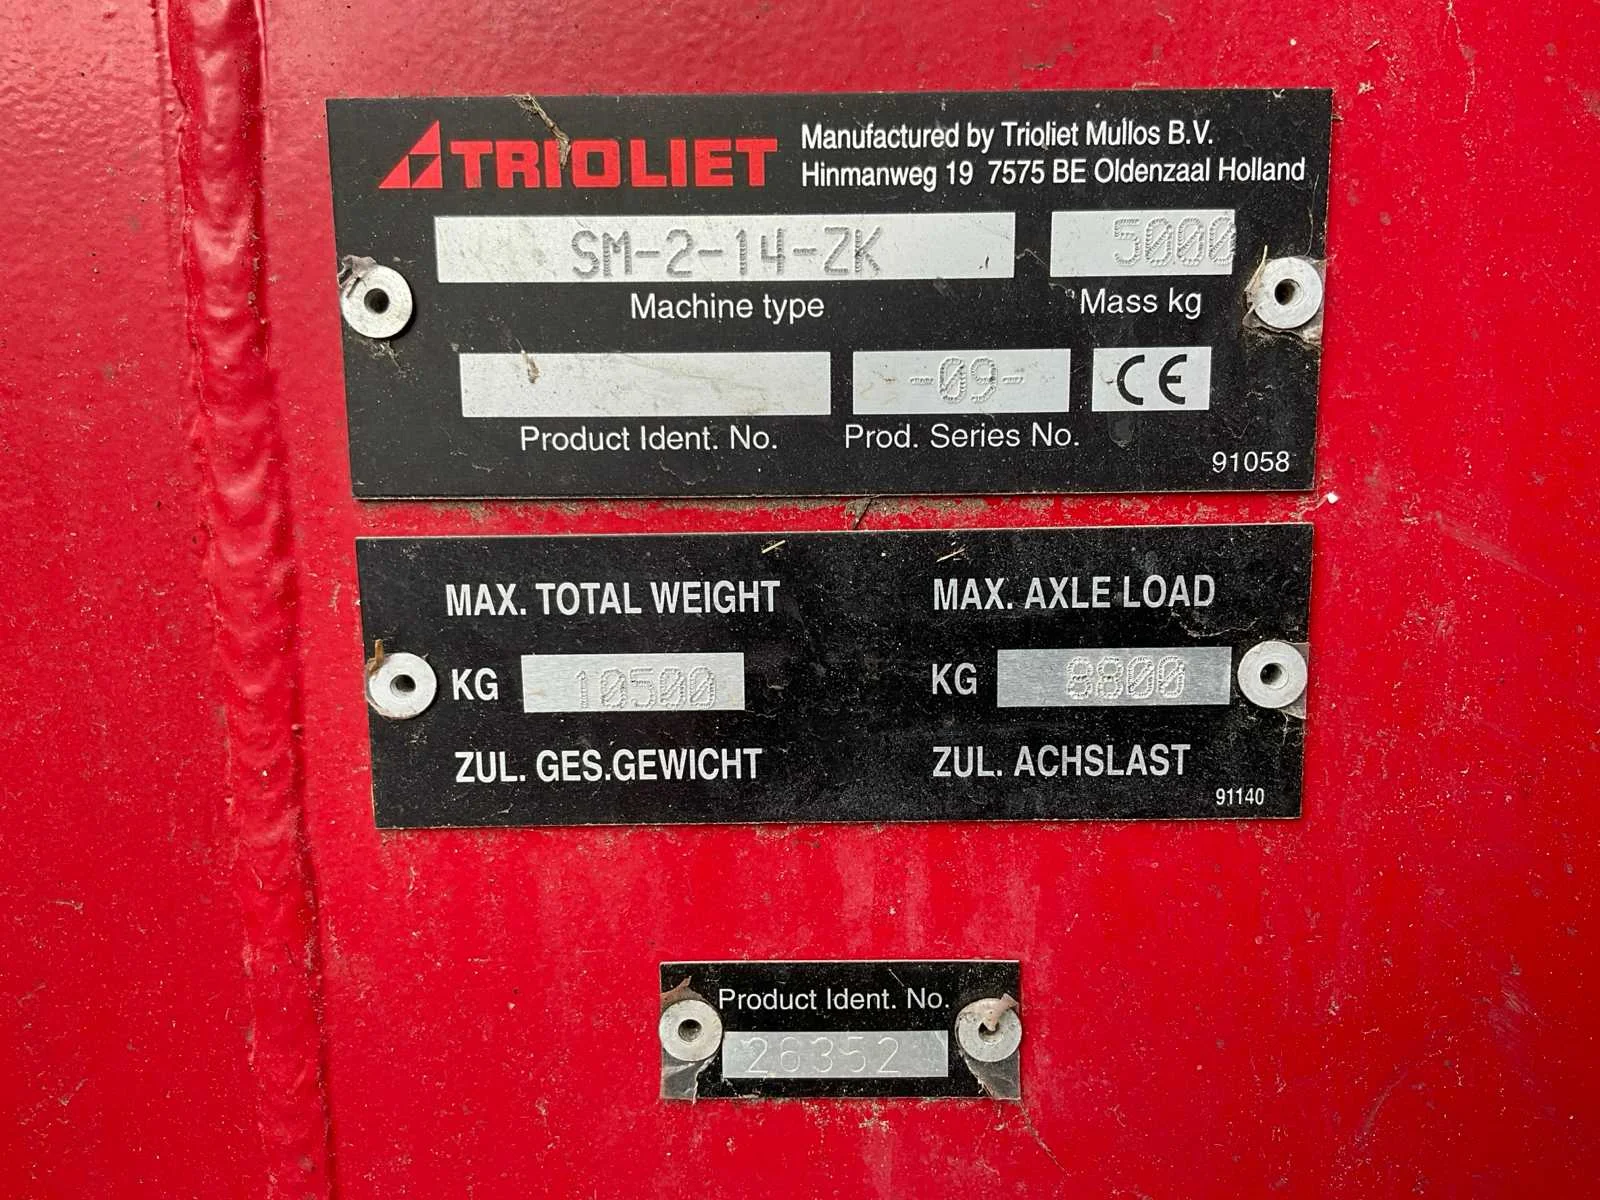 TRIOLIET
Manufactured by Trioliet Mullos B.V.
Hinmanweg 19 7575 BE Oldenzaal Holland
SM-2-14-ZK
5000
Machine type
Mass kg
-09-
CE
Product Ident. No.
Prod. Series No.
91058
MAX. TOTAL WEIGHT
MAX. AXLE LOAD
KG 10500
KG 8800
ZUL. GES.GEWICHT
ZUL. ACHSLAST
91140
Product Ident. No.
26352